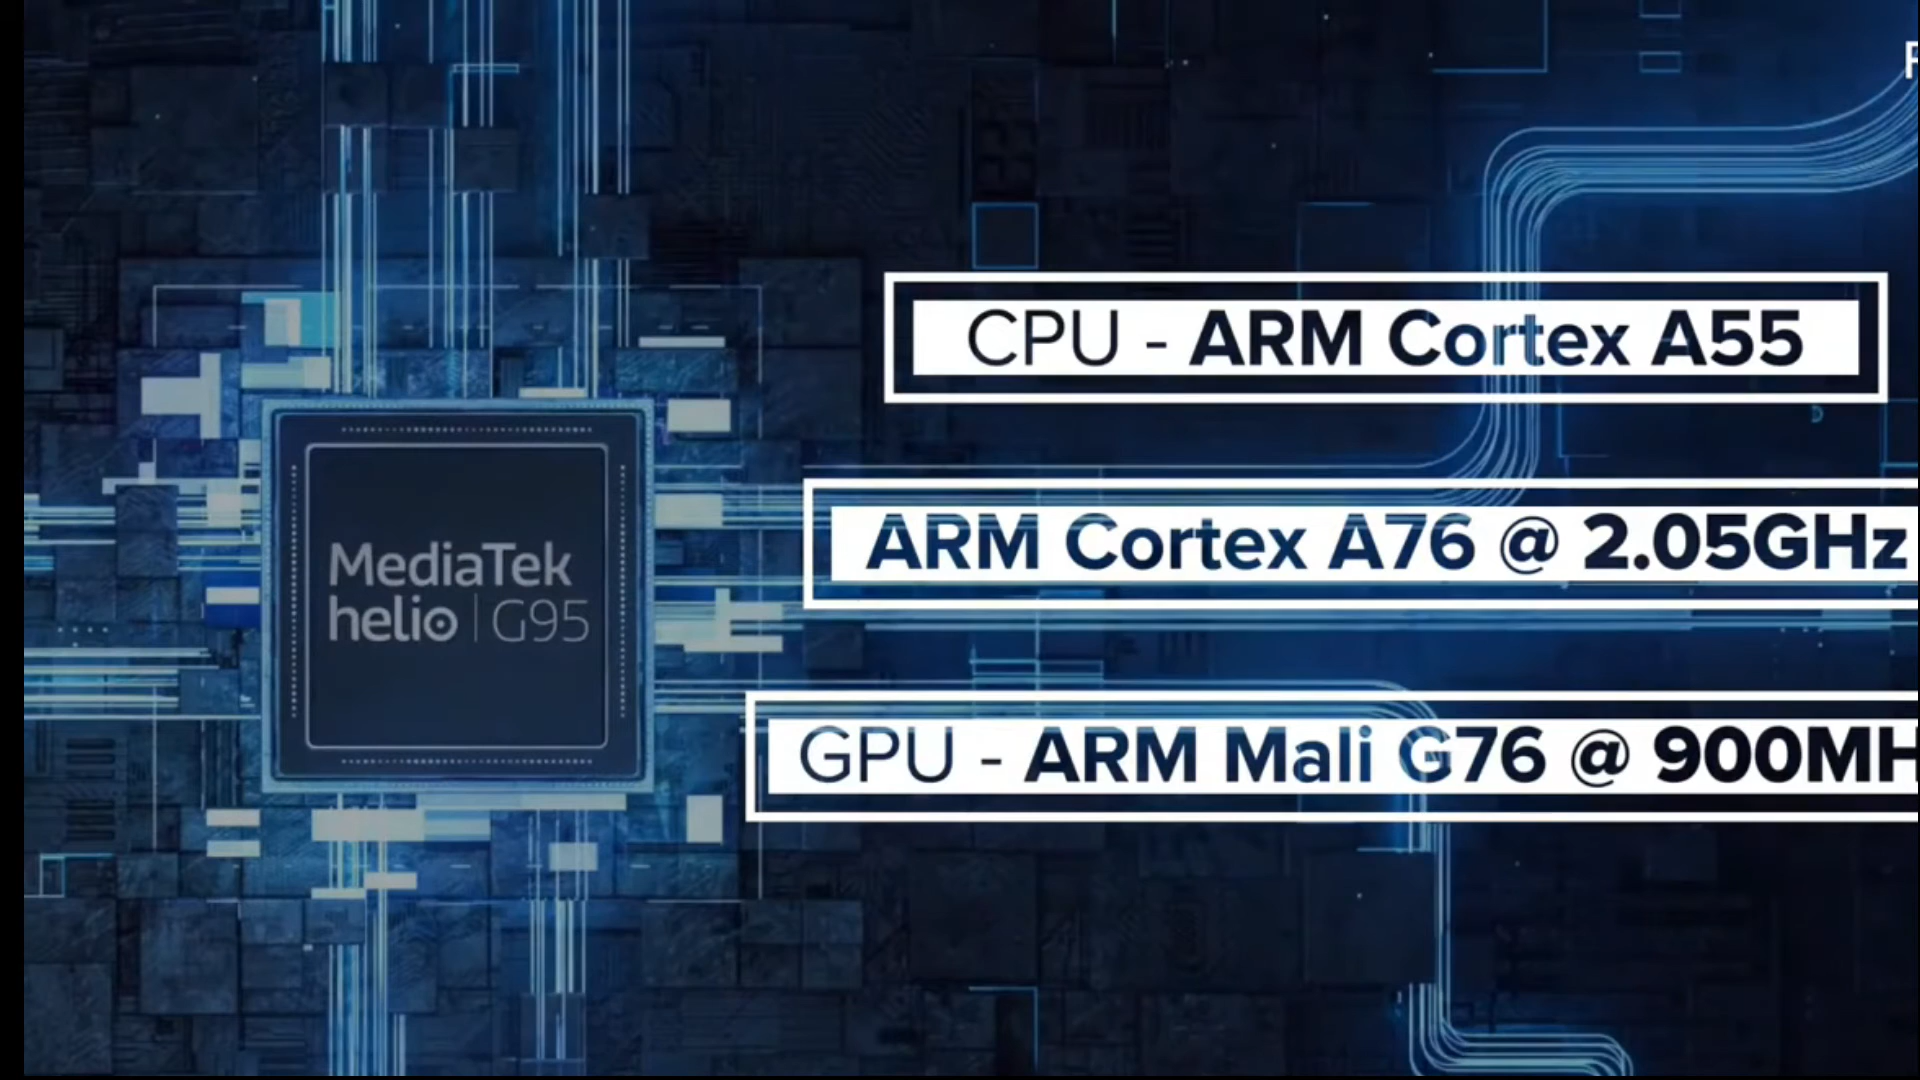 CPU - ARM Cortex A55
MediaTek
helio | G95
ARM Cortex A76 @ 2.05GHz
GPU - ARM Mali G76 @ 900MH